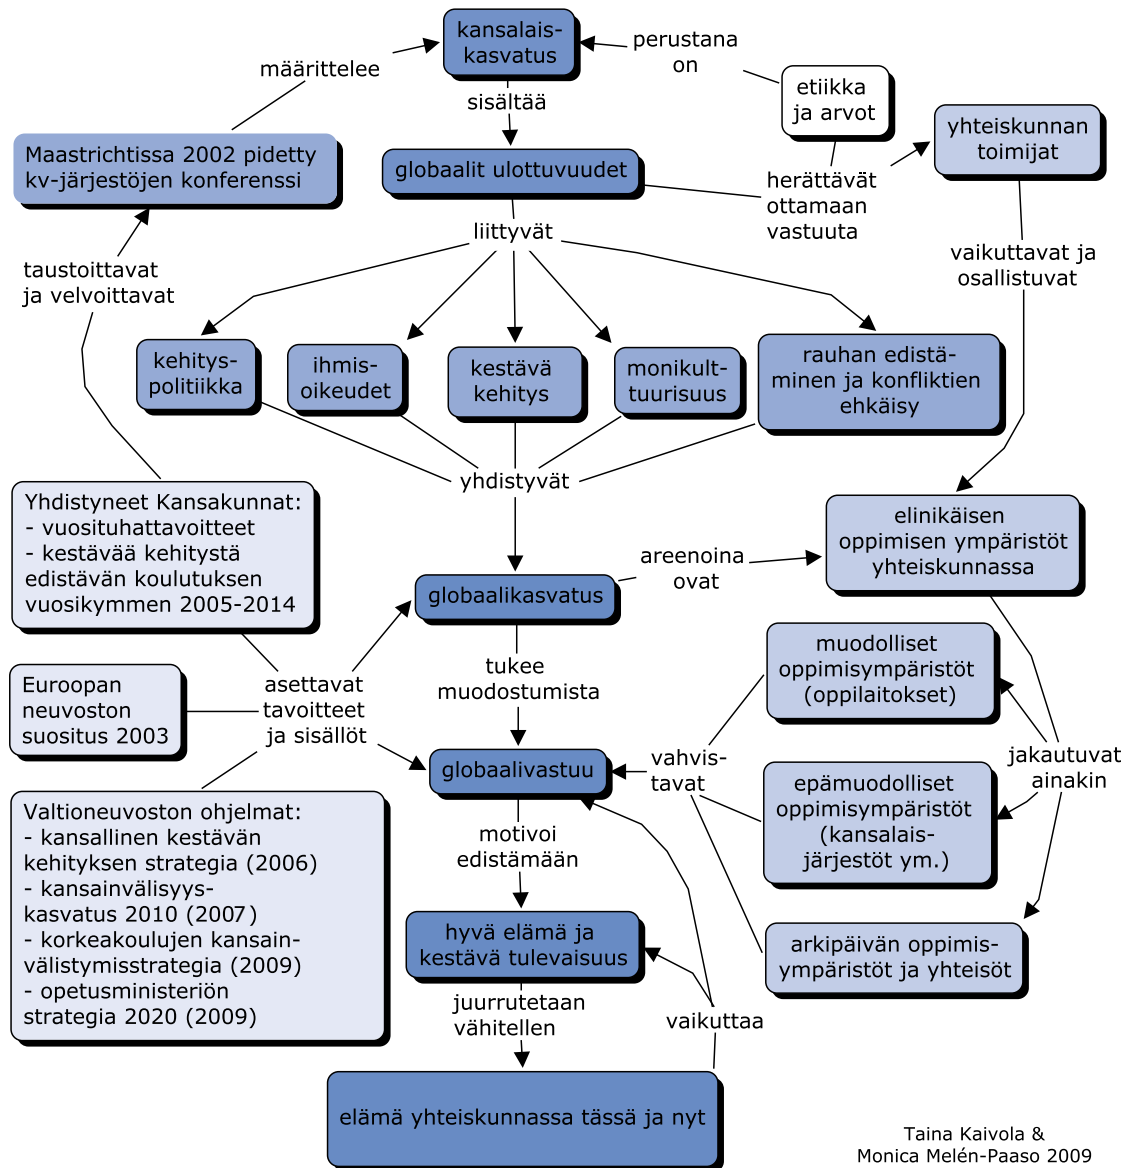 kansalais-
kasvatus
perustana
on
määrittelee
etiikka
ja arvot
sisältää
yhteiskunnan
toimijat
Maastrichtissa 2002 pidetty
kv-järjestöjen konferenssi
globaalit ulottuvuudet
herättävät
ottamaan
vastuuta
liittyvät
taustoittavat
ja velvoittavat
vaikuttavat ja
osallistuvat
kehitys-
politiikka
ihmis-
oikeudet
kestävä
kehitys
monikult-
tuurisuus
rauhan edistä-
minen ja konfliktien
ehkäisy
yhdistyvät
Yhdistyneet Kansakunnat:
- vuosituhattavoitteet
- kestävää kehitystä
edistävän koulutuksen
vuosikymmen 2005-2014
elinikäisen
oppimisen ympäristöt
yhteiskunnassa
areenoina
ovat
globaalikasvatus
tukee
muodostumista
muodolliset
oppimisympäristöt
(oppilaitokset)
Euroopan
neuvoston
suositus 2003
asettavat
tavoitteet
ja sisällöt
globaalivastuu
vahvis-
tavat
jakautuvat
ainakin
epämuodolliset
oppimisympäristöt
(kansalais-
järjestöt ym.)
Valtioneuvoston ohjelmat:
- kansallinen kestävän
kehityksen strategia (2006)
- kansainvälisyys-
kasvatus 2010 (2007)
- korkeakoulujen kansain-
välistymisstrategia (2009)
- opetusministeriön
strategia 2020 (2009)
motivoi
edistämään
hyvä elämä ja
kestävä tulevaisuus
arkipäivän oppimis-
ympäristöt ja yhteisöt
juurrutetaan
vähitellen
vaikuttaa
elämä yhteiskunnassa tässä ja nyt
Taina Kaivola &
Monica Melén-Paaso 2009